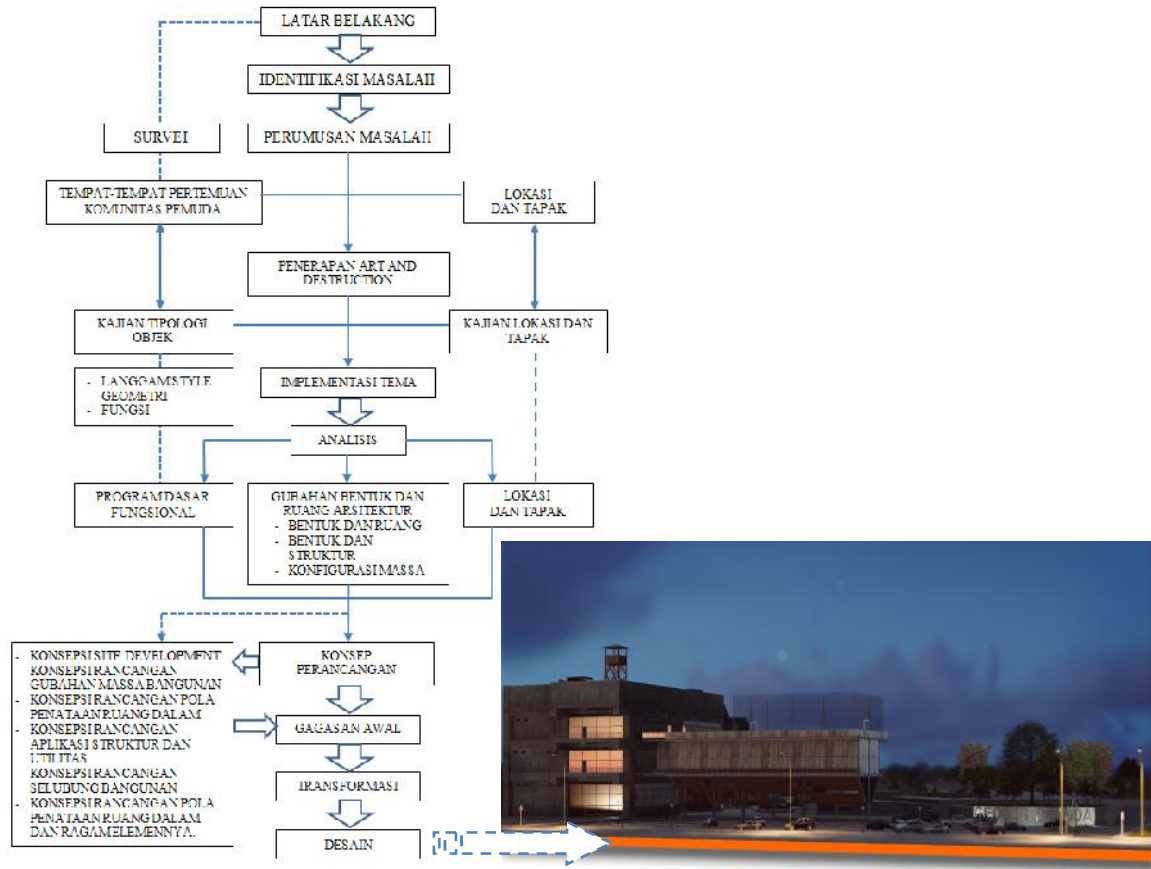 LATAR BELAKANG
IDENTIFIKASI MASALAH
SURVEI
PERUMUSAN MASALAH
TEMPAT-TEMPAT PERTEMUAN
KOMUNITAS PEMUDA
LOKASI
DAN TAPAK
PENERAPAN ART AND
DESTRUCTION
KAJIAN TIPOLOGI
OBJEK
KAJIAN LOKASI DAN
TAPAK
- LANGGAM/STYLE
GEOMETRI
- FUNGSI
IMPLEMENTASI TEMA
ANALISIS
PROGRAM DASAR
FUNGSIONAL
GUBAHAN BENTUK DAN
RUANG ARSITEKTUR
- BENTUK DAN RUANG
- BENTUK DAN
STRUKTUR
- KONFIGURASI MASSA
LOKASI
DAN TAPAK
- KONSEPSI SITE DEVELOPMENT
KONSEPSI RANCANGAN
GUBAHAN MASSA BANGUNAN
- KONSEPSI RANCANGAN POLA
PENATAAN RUANG DALAM
- KONSEPSI RANCANGAN
APLIKASI STRUKTUR DAN
UTILITAS
KONSEPSI RANCANGAN
SELUBUNG BANGUNAN
- KONSEPSI RANCANGAN POLA
PENATAAN RUANG DALAM
DAN RAGAM ELEMENNYA.
KONSEP
PERANCANGAN
GAGASAN AWAL
TRANSFORMASI
DESAIN